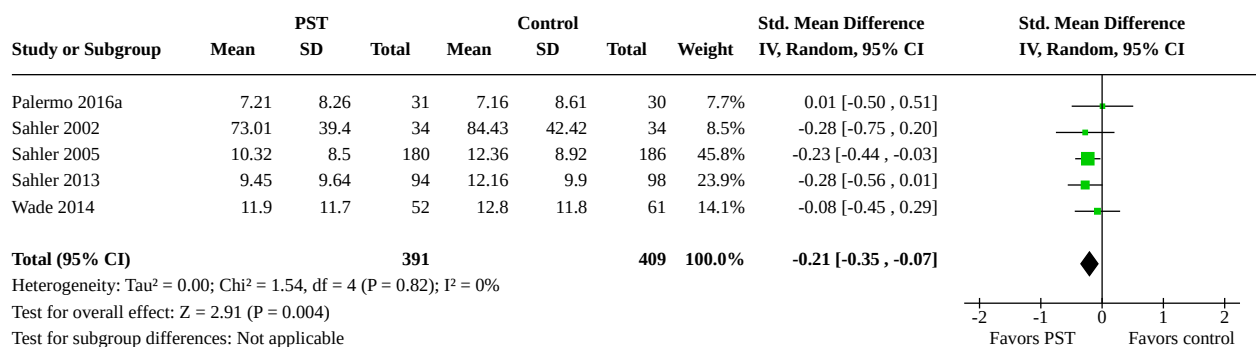 PST Control Std. Mean Difference Std. Mean Difference
Study or Subgroup Mean SD Total Mean SD Total Weight IV, Random, 95% CI IV, Random, 95% CI
Palermo 2016a 7.21 8.26 31 7.16 8.61 30 7.7% 0.01 [-0.50 , 0.51]
Sahler 2002 73.01 39.4 34 84.43 42.42 34 8.5% -0.28 [-0.75 , 0.20]
Sahler 2005 10.32 8.5 180 12.36 8.92 186 45.8% -0.23 [-0.44 , -0.03]
Sahler 2013 9.45 9.64 94 12.16 9.9 98 23.9% -0.28 [-0.56 , 0.01]
Wade 2014 11.9 11.7 52 12.8 11.8 61 14.1% -0.08 [-0.45 , 0.29]
Total (95% CI) 391 409 100.0% -0.21 [-0.35 , -0.07]
Heterogeneity: Tau² = 0.00; Chi² = 1.54, df = 4 (P = 0.82); I² = 0%
Test for overall effect: Z = 2.91 (P = 0.004)
-2 -1 0 1 2
Test for subgroup differences: Not applicable Favors PST Favors control